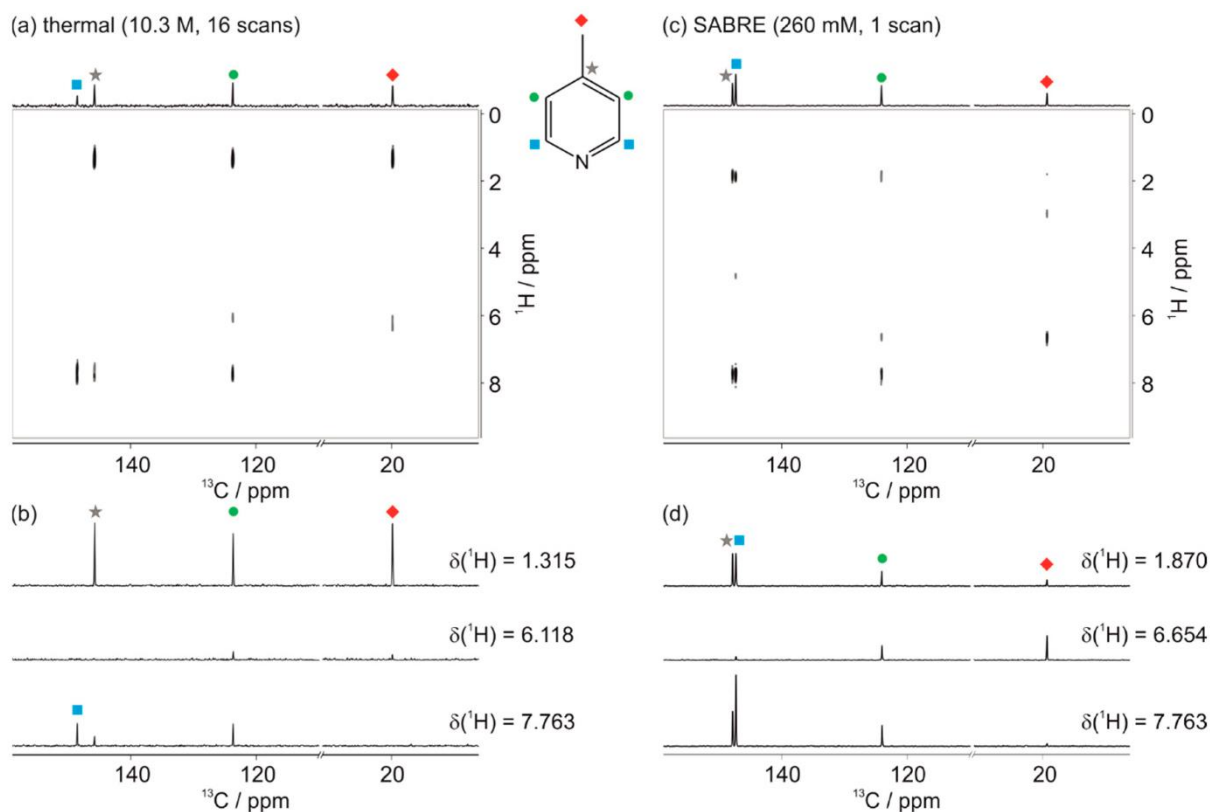 (a) thermal (10.3 M, 16 scans)
0
2
4
6
8
¹H / ppm
140 120 20
¹³C / ppm
N
(c) SABRE (260 mM, 1 scan)
0
2
4
6
8
¹H / ppm
140 120 20
¹³C / ppm
(b)
δ(¹H) = 1.315
δ(¹H) = 6.118
δ(¹H) = 7.763
140 120 20
¹³C / ppm
(d)
δ(¹H) = 1.870
δ(¹H) = 6.654
δ(¹H) = 7.763
140 120 20
¹³C / ppm